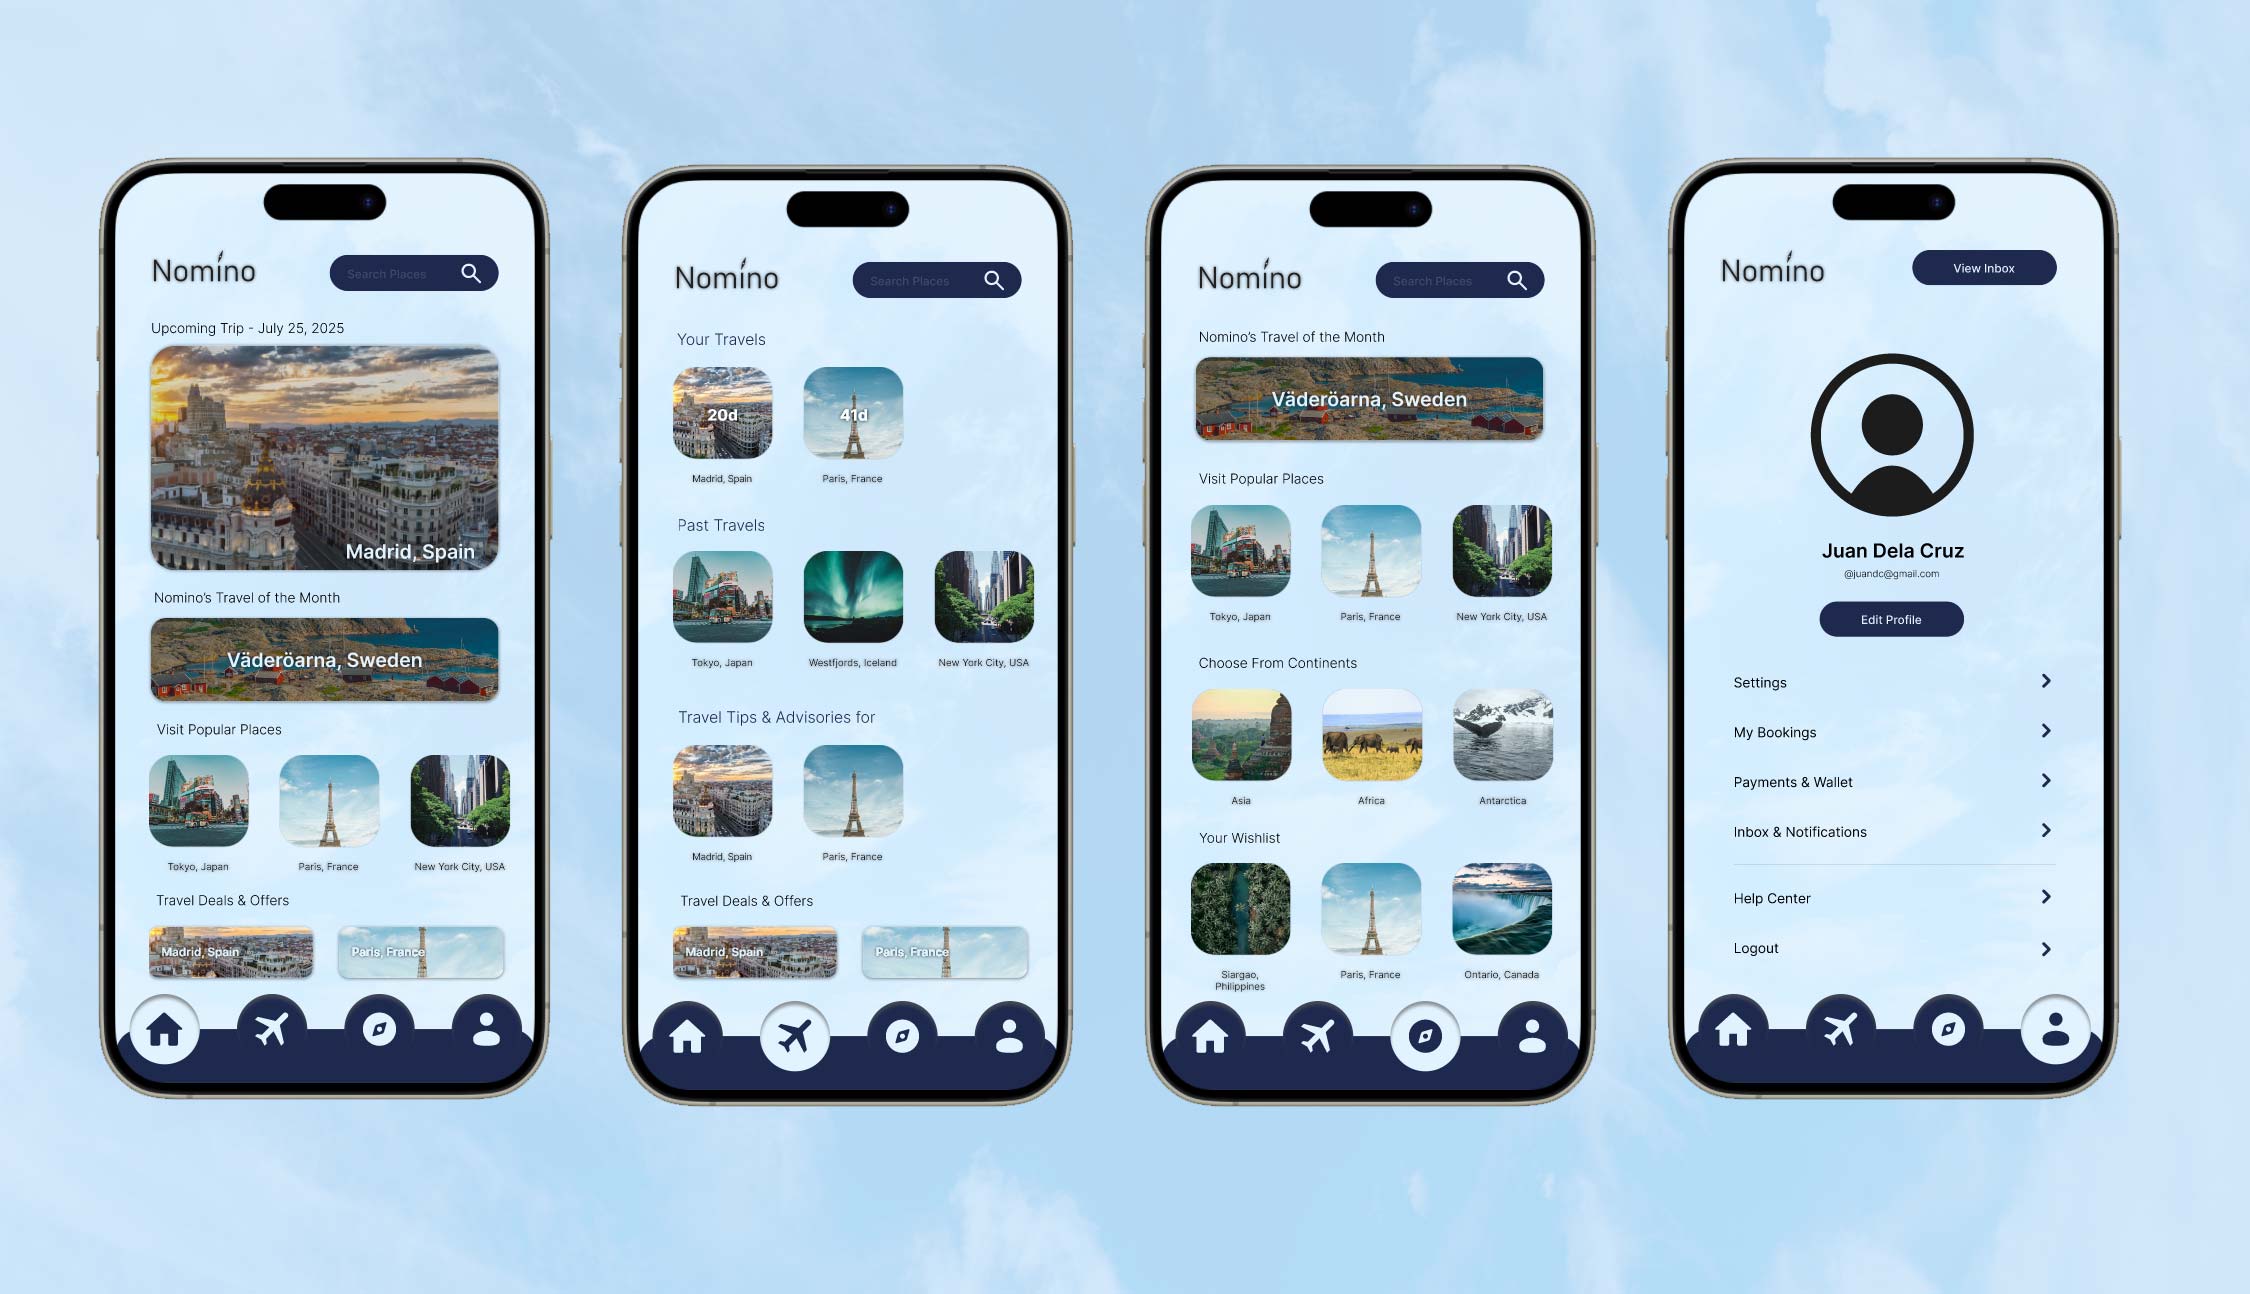 Nomino
Search Places
Upcoming Trip - July 25, 2025
Madrid, Spain
Nomino's Travel of the Month
Väderöarna, Sweden
Visit Popular Places
Tokyo, Japan
Paris, France
New York City, USA
Travel Deals & Offers
Madrid, Spain
Paris, France
Nomino
Search Places
Your Travels
20d
41d
Madrid, Spain
Paris, France
Past Travels
Tokyo, Japan
Westfjords, Iceland
New York City, USA
Travel Tips & Advisories for
Madrid, Spain
Paris, France
Travel Deals & Offers
Madrid, Spain
Paris, France
Nomino
Search Places
Nomino's Travel of the Month
Väderöarna, Sweden
Visit Popular Places
Tokyo, Japan
Paris, France
New York City, USA
Choose From Continents
Asia
Africa
Antarctica
Your Wishlist
Siargao,
Philippines
Paris, France
Ontario, Canada
Nomino
View Inbox
Juan Dela Cruz
@juandc@gmail.com
Edit Profile
Settings
My Bookings
Payments & Wallet
Inbox & Notifications
Help Center
Logout